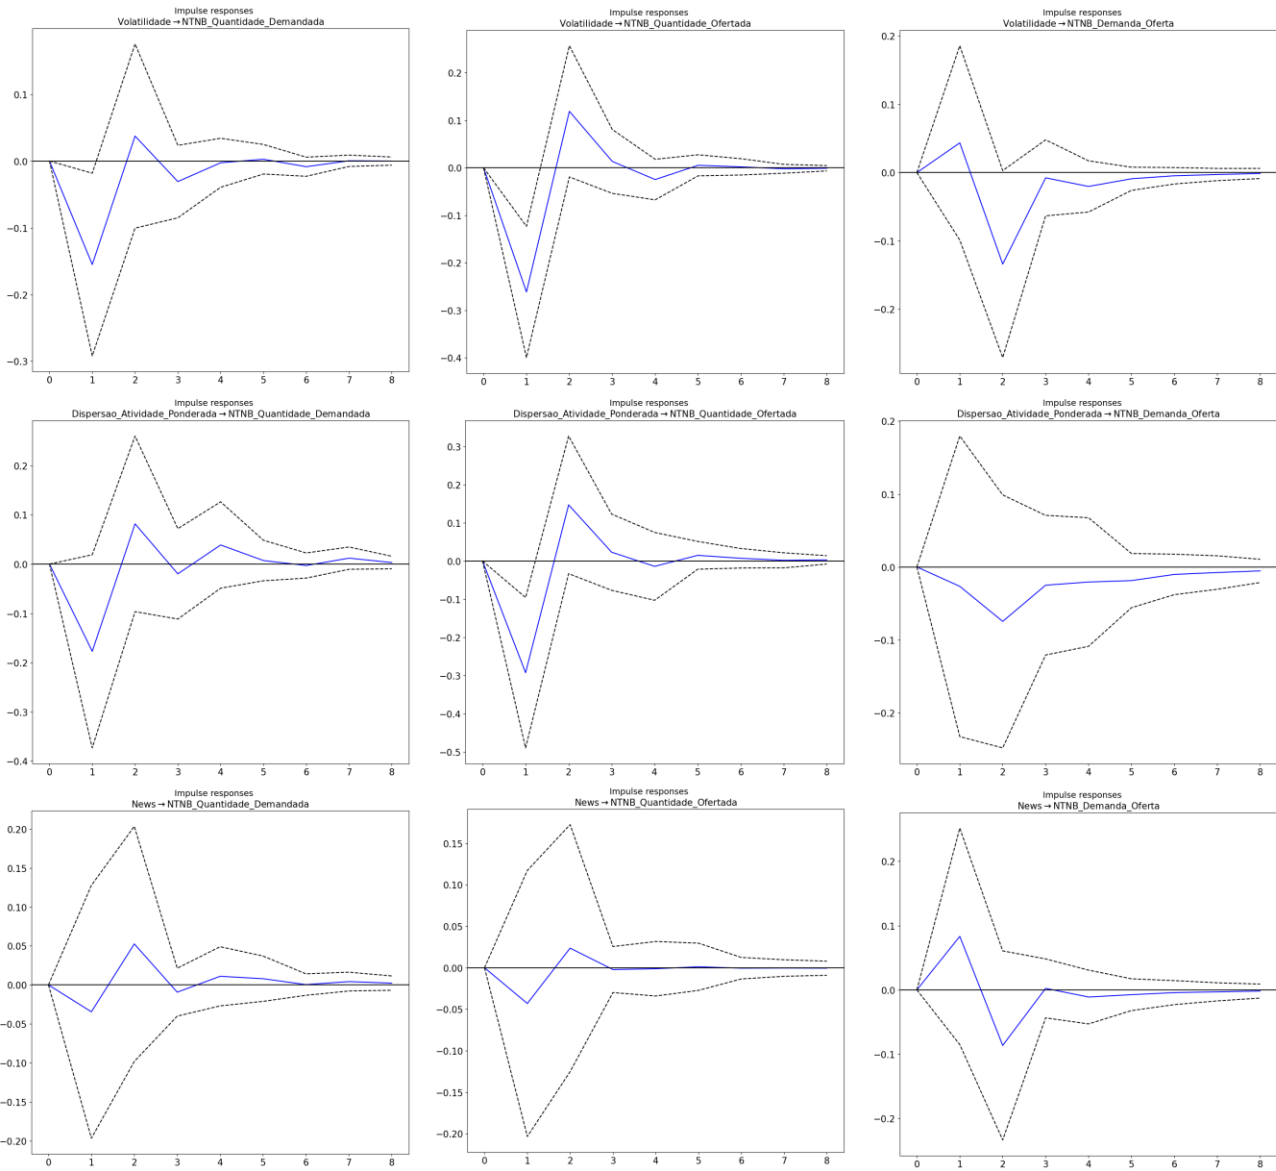 Impulse responses
Volatilidade → NTNB_Quantidade_Demandada
0.1
0.0
−0.1
−0.2
−0.3
0 1 2 3 4 5 6 7 8
Impulse responses
Volatilidade → NTNB_Quantidade_Ofertada
0.2
0.1
0.0
−0.1
−0.2
−0.3
−0.4
0 1 2 3 4 5 6 7 8
Impulse responses
Volatilidade → NTNB_Demanda_Oferta
0.2
0.1
0.0
−0.1
−0.2
0 1 2 3 4 5 6 7 8
Impulse responses
Dispersao_Atividade_Ponderada → NTNB_Quantidade_Demandada
0.2
0.1
0.0
−0.1
−0.2
−0.3
−0.4
0 1 2 3 4 5 6 7 8
Impulse responses
Dispersao_Atividade_Ponderada → NTNB_Quantidade_Ofertada
0.3
0.2
0.1
0.0
−0.1
−0.2
−0.3
−0.4
−0.5
0 1 2 3 4 5 6 7 8
Impulse responses
Dispersao_Atividade_Ponderada → NTNB_Demanda_Oferta
0.2
0.1
0.0
−0.1
−0.2
0 1 2 3 4 5 6 7 8
Impulse responses
News → NTNB_Quantidade_Demandada
0.20
0.15
0.10
0.05
0.00
−0.05
−0.10
−0.15
−0.20
0 1 2 3 4 5 6 7 8
Impulse responses
News → NTNB_Quantidade_Ofertada
0.15
0.10
0.05
0.00
−0.05
−0.10
−0.15
−0.20
0 1 2 3 4 5 6 7 8
Impulse responses
News → NTNB_Demanda_Oferta
0.2
0.1
0.0
−0.1
−0.2
0 1 2 3 4 5 6 7 8